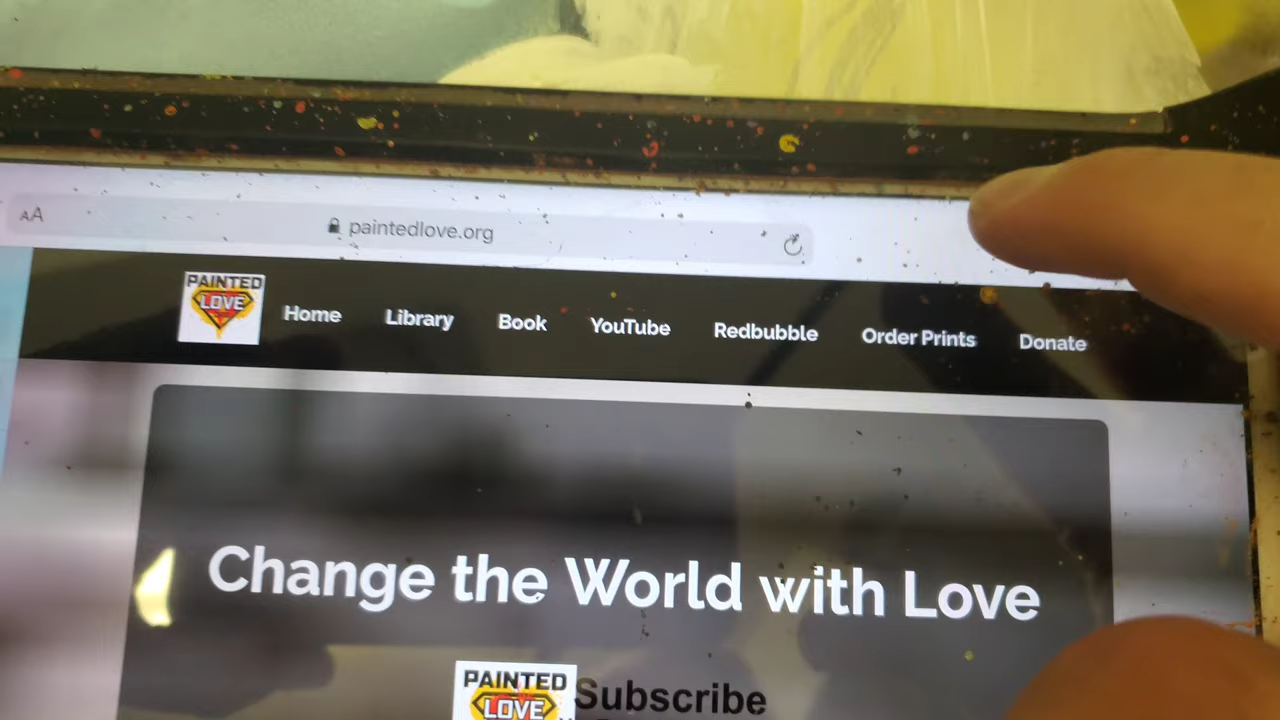 AA paintedlove.org
PAINTED
LOVE
Home Library Book YouTube Redbubble Order Prints Donate
Change the World with Love
PAINTED
LOVE
Subscribe